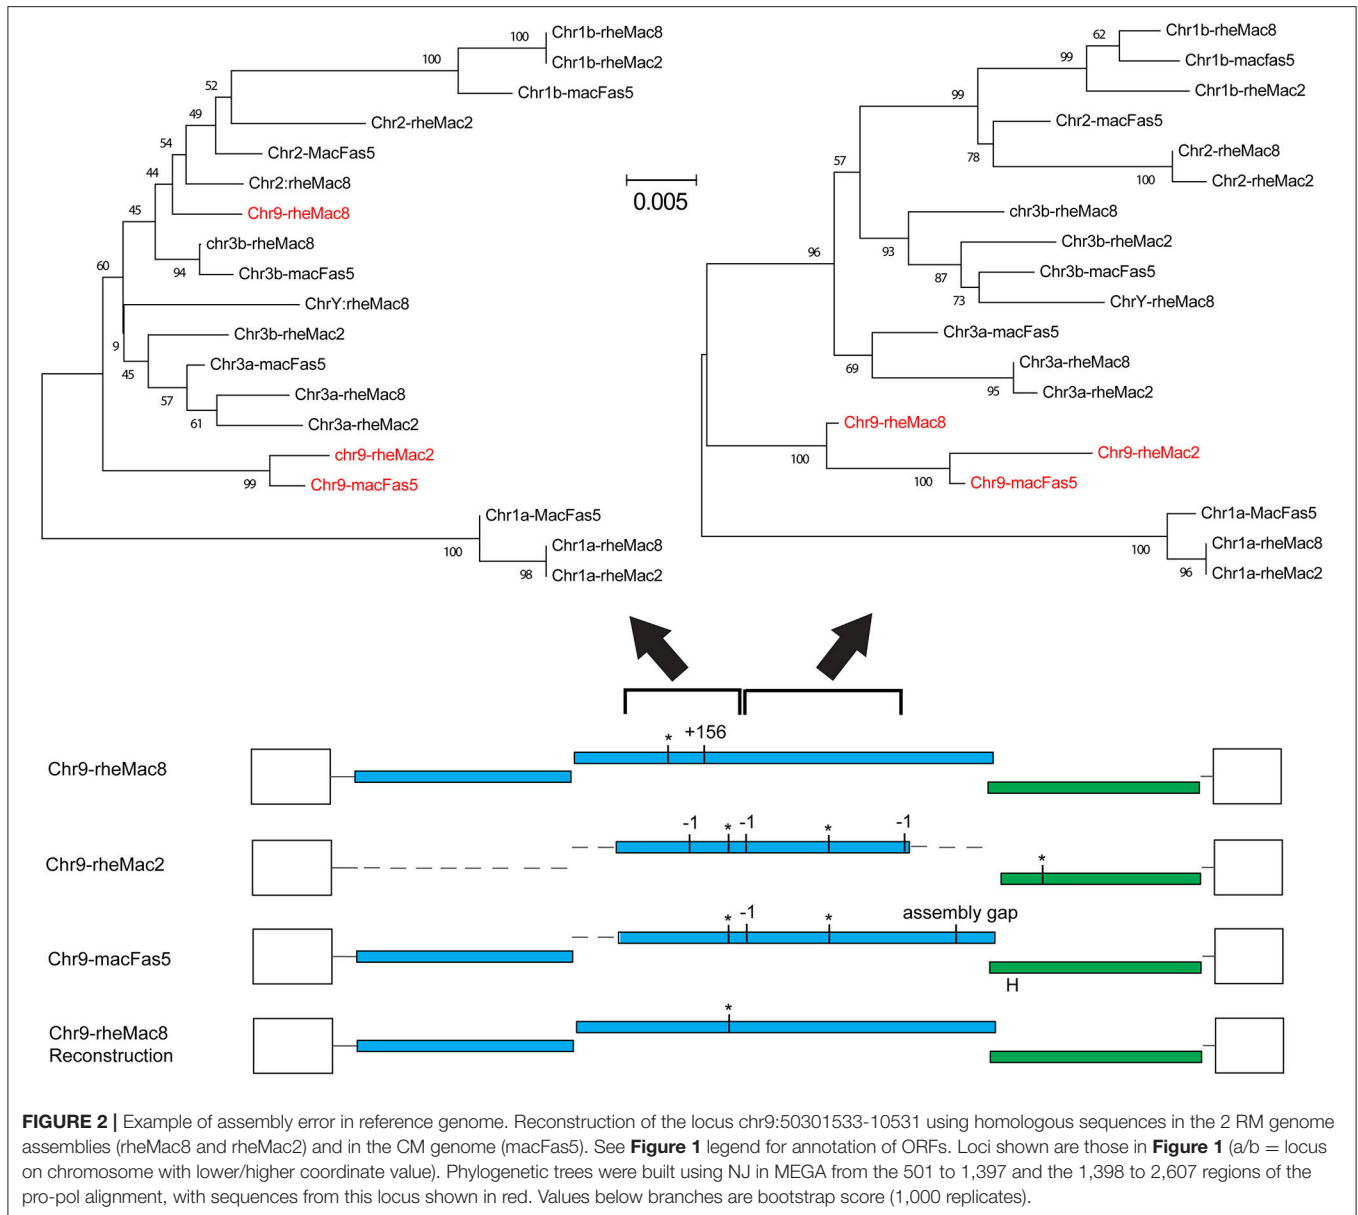 100
Chr1b-rheMac8
Chr1b-rheMac2
100
Chr1b-macFas5
52
Chr2-rheMac2
49
Chr2-MacFas5
54
Chr2:rheMac8
44
Chr9-rheMac8
45
chr3b-rheMac8
94
Chr3b-macFas5
60
ChrY:rheMac8
9
Chr3b-rheMac2
45
Chr3a-macFas5
57
Chr3a-rheMac8
61
Chr3a-rheMac2
chr9-rheMac2
99
Chr9-macFas5
Chr1a-MacFas5
100
Chr1a-rheMac8
98
Chr1a-rheMac2
0.005
62
Chr1b-rheMac8
99
Chr1b-macfas5
Chr1b-rheMac2
99
Chr2-macFas5
78
Chr2-rheMac8
100
Chr2-rheMac2
57
chr3b-rheMac8
93
Chr3b-rheMac2
87
Chr3b-macFas5
73
ChrY-rheMac8
96
Chr3a-macFas5
69
Chr3a-rheMac8
95
Chr3a-rheMac2
Chr9-rheMac8
100
Chr9-rheMac2
100
Chr9-macFas5
Chr1a-MacFas5
100
Chr1a-rheMac8
96
Chr1a-rheMac2
* +156
Chr9-rheMac8
-1 * -1 * -1
Chr9-rheMac2
*
* -1 * assembly gap
Chr9-macFas5
H
*
Chr9-rheMac8
Reconstruction
FIGURE 2 | Example of assembly error in reference genome. Reconstruction of the locus chr9:50301533-10531 using homologous sequences in the 2 RM genome
assemblies (rheMac8 and rheMac2) and in the CM genome (macFas5). See Figure 1 legend for annotation of ORFs. Loci shown are those in Figure 1 (a/b = locus
on chromosome with lower/higher coordinate value). Phylogenetic trees were built using NJ in MEGA from the 501 to 1,397 and the 1,398 to 2,607 regions of the
pro-pol alignment, with sequences from this locus shown in red. Values below branches are bootstrap score (1,000 replicates).